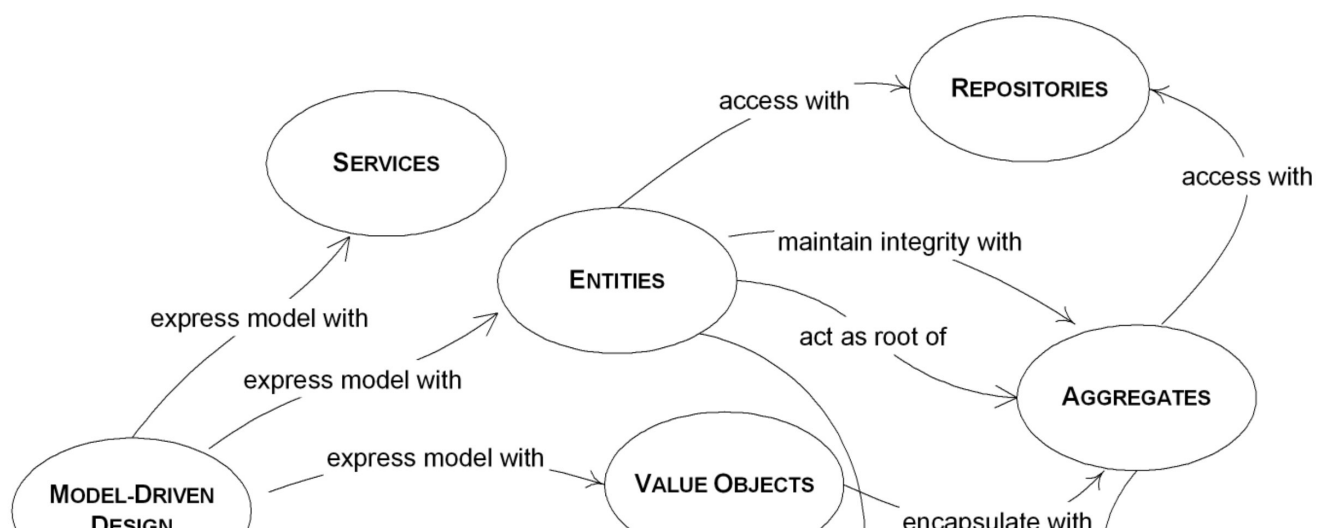 REPOSITORIES
access with
SERVICES
access with
maintain integrity with
ENTITIES
express model with
act as root of
express model with
AGGREGATES
express model with
VALUE OBJECTS
MODEL-DRIVEN
DESIGN
encapsulate with